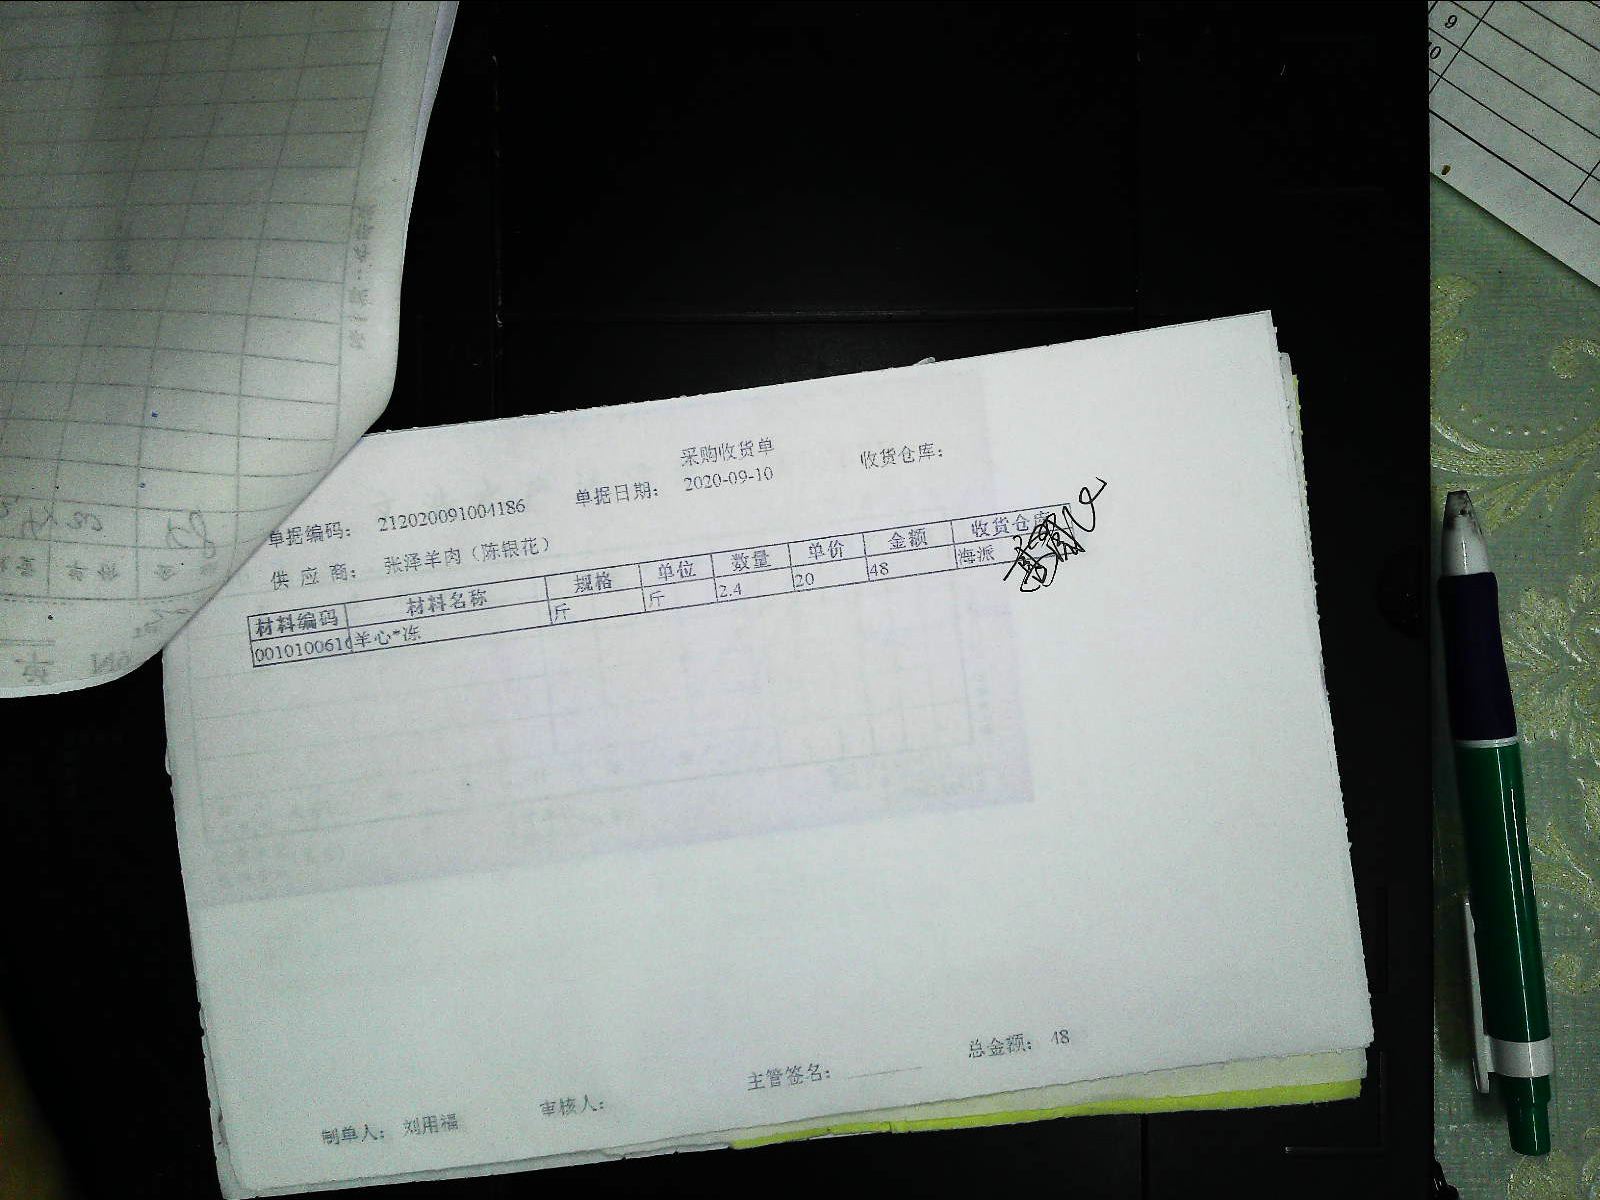 采购收货单
单据编码： 212020091004186 单据日期： 2020-09-10 收货仓库：
供 应 商： 张泽羊肉（陈银花）
材料编码 材料名称 规格 单位 数量 单价 金额 收货仓库
001010061 羊心*冻 斤 斤 2.4 20 48 海派
总金额： 48
主管签名：
制单人： 刘用福 审核人：
9